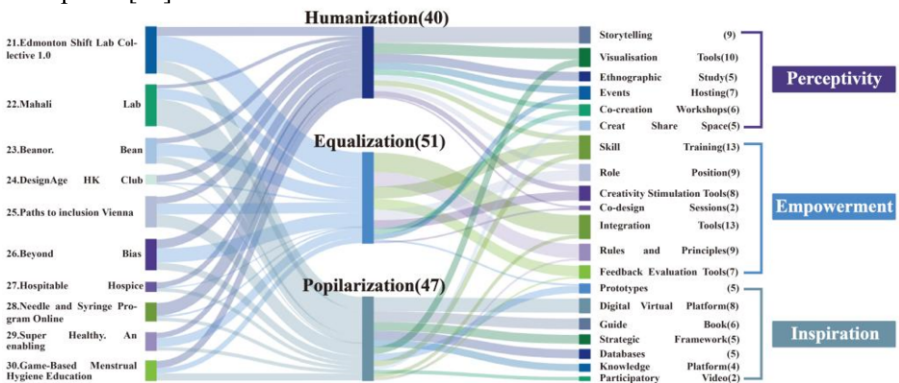 Humanization(40)
21.Edmonton Shift Lab Col-
lective 1.0
22.Mahali Lab
23.Beanor. Bean
24.DesignAge HK Club
25.Paths to inclusion Vienna
26.Beyond Bias
27.Hospitable Hospice
28.Needle and Syringe Pro-
gram Online
29.Super Healthy. An
enabling
30.Game-Based Menstrual
Hygiene Education
Equalization(51)
Popilarization(47)
Storytelling (9)
Visualisation Tools(10)
Ethnographic Study(5)
Events Hosting(7)
Co-creation Workshops(6)
Creat Share Space(5)
Skill Training(13)
Role Position(9)
Creativity Stimulation Tools(8)
Co-design Sessions(2)
Integration Tools(13)
Rules and Principles(9)
Feedback Evaluation Tools(7)
Prototypes (5)
Digital Virtual Platform(8)
Guide Book(6)
Strategic Framework(5)
Databases (5)
Knowledge Platform(4)
Participatory Video(2)
Perceptivity
Empowerment
Inspiration